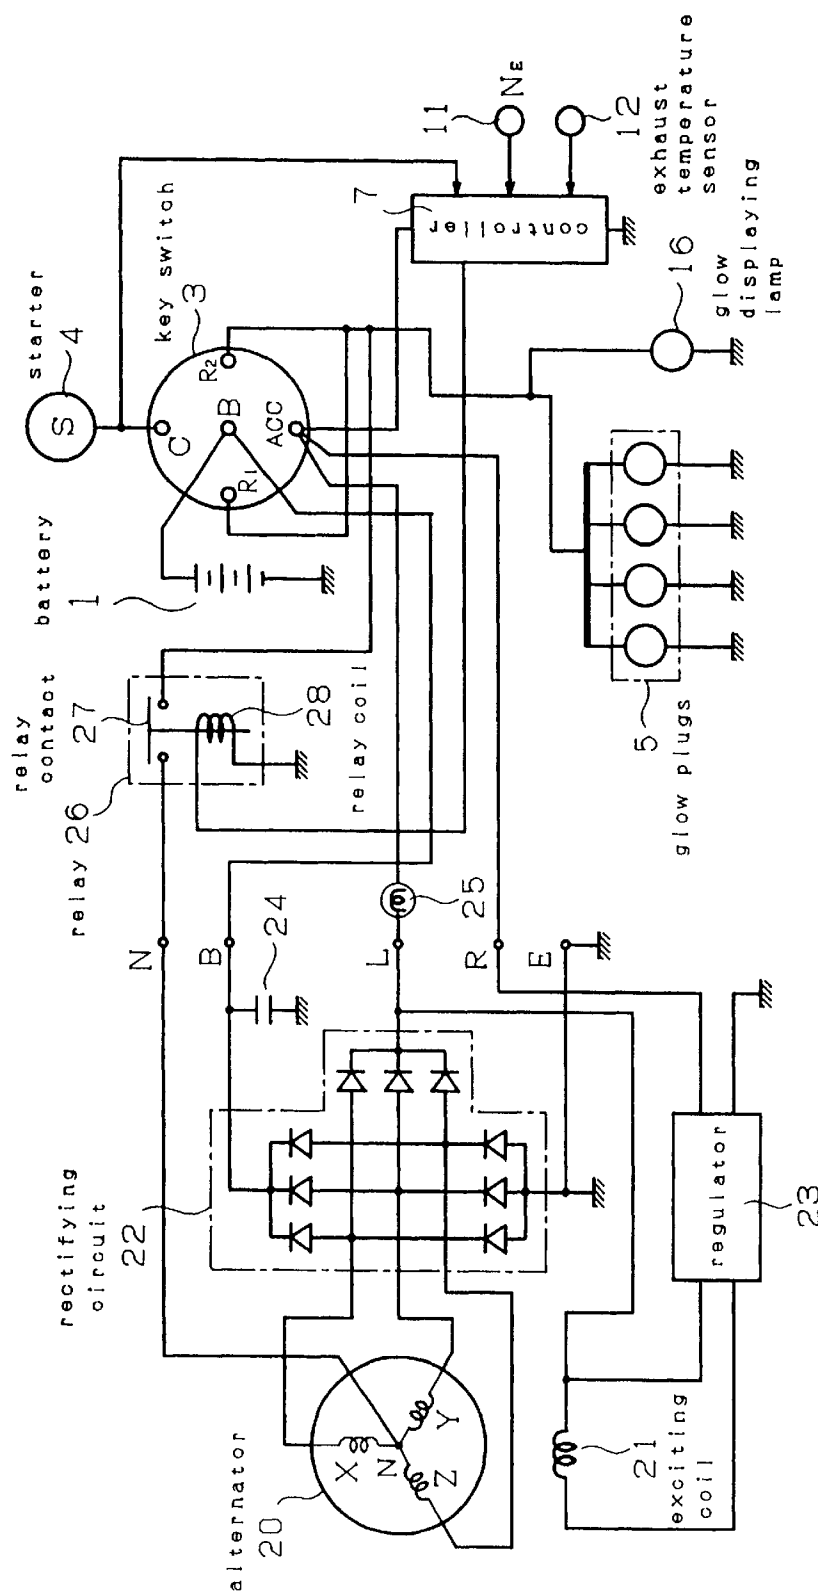 starter
4
S
key switch
3
C
B
R1
R2
ACC
battery
1
7
controller
11
NE
12
exhaust
temperature
sensor
16
glow
displaying
lamp
5
glow plugs
relay
contact
27
relay 26
28
relay coil
N
B
24
L
25
R
E
rectifying
circuit
22
regulator
23
alternator
20
X
N
Y
Z
21
exciting
coil